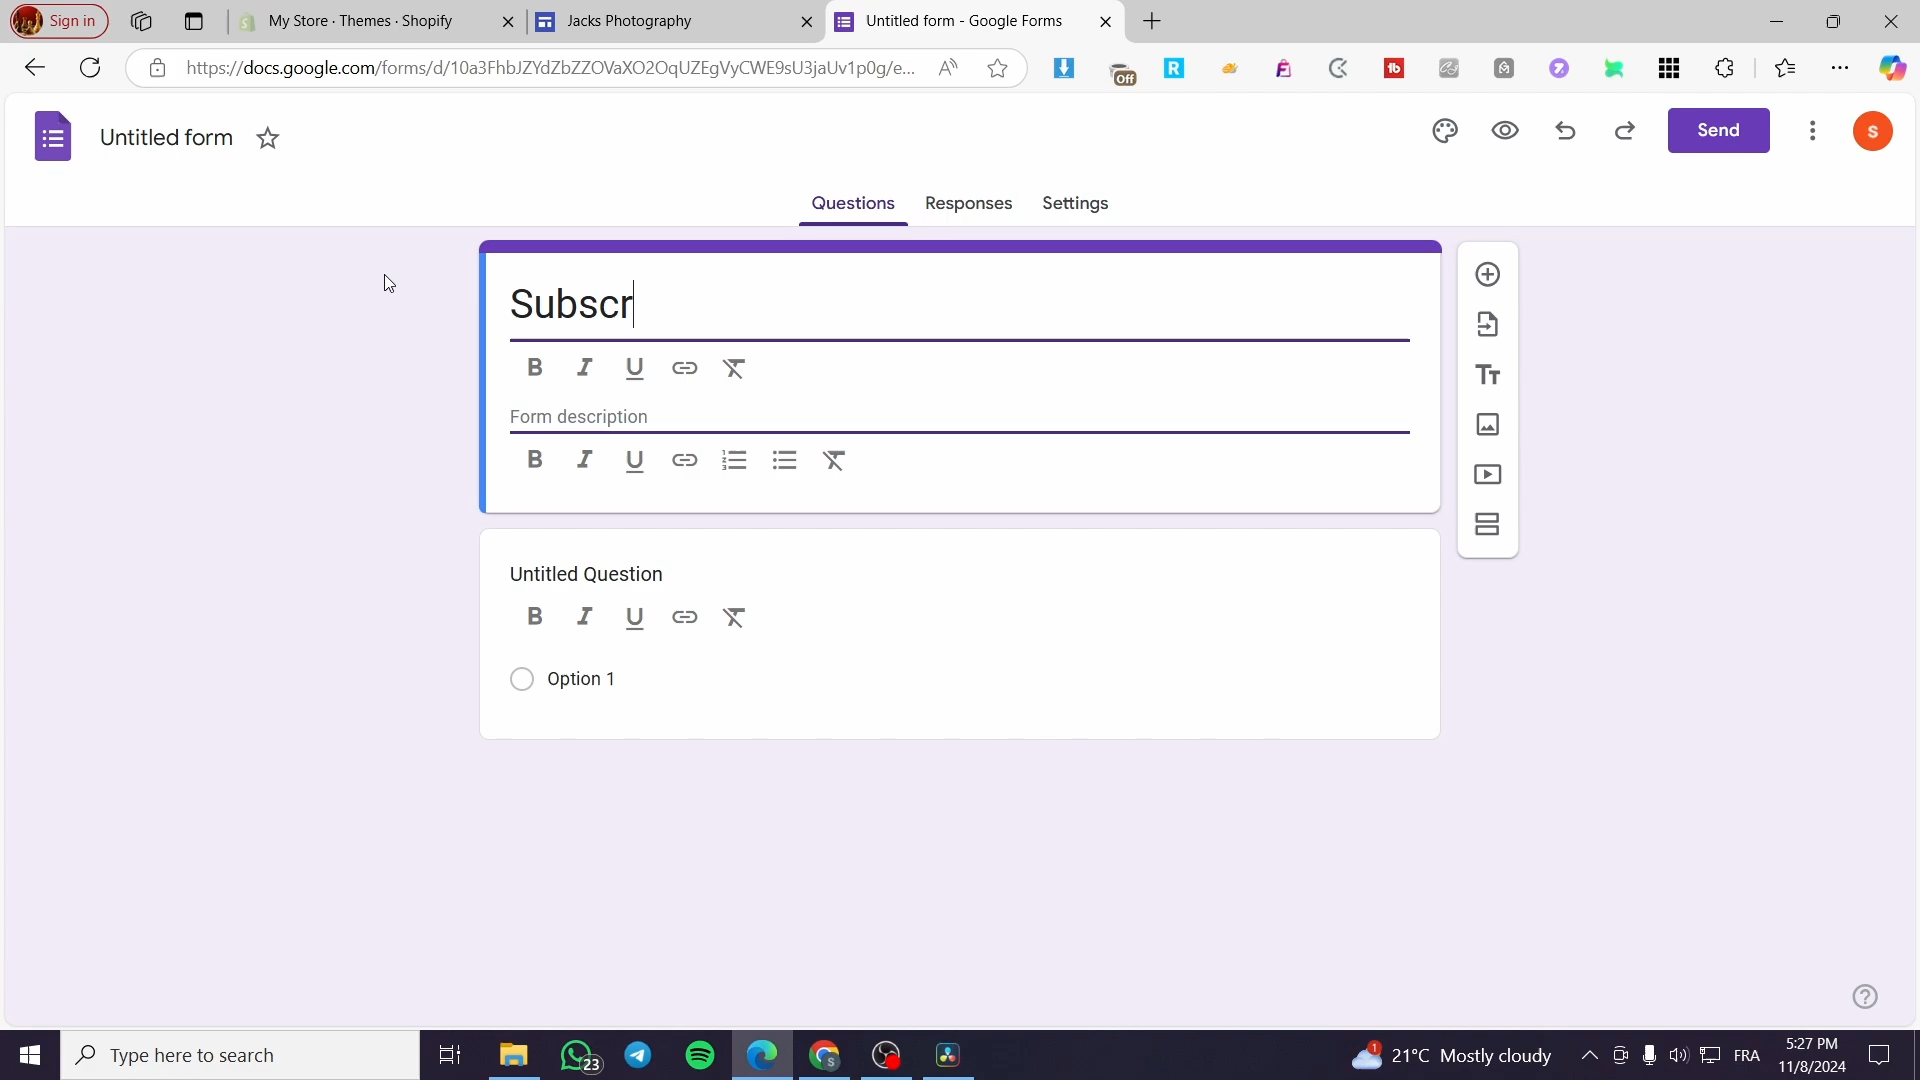 Sign in
My Store · Themes · Shopify
Jacks Photography
Untitled form - Google Forms
https://docs.google.com/forms/d/10a3FhbJZYdZbZZOVaXO2OqUZEgVyCWE9sU3jaUv1p0g/e...
Off
R
1b
Untitled form
Send
S
Questions
Responses
Settings
Subscr
B I U
Form description
B I U
Untitled Question
B I U
Option 1
Type here to search
23
1
21°C Mostly cloudy
FRA
5:27 PM
11/8/2024